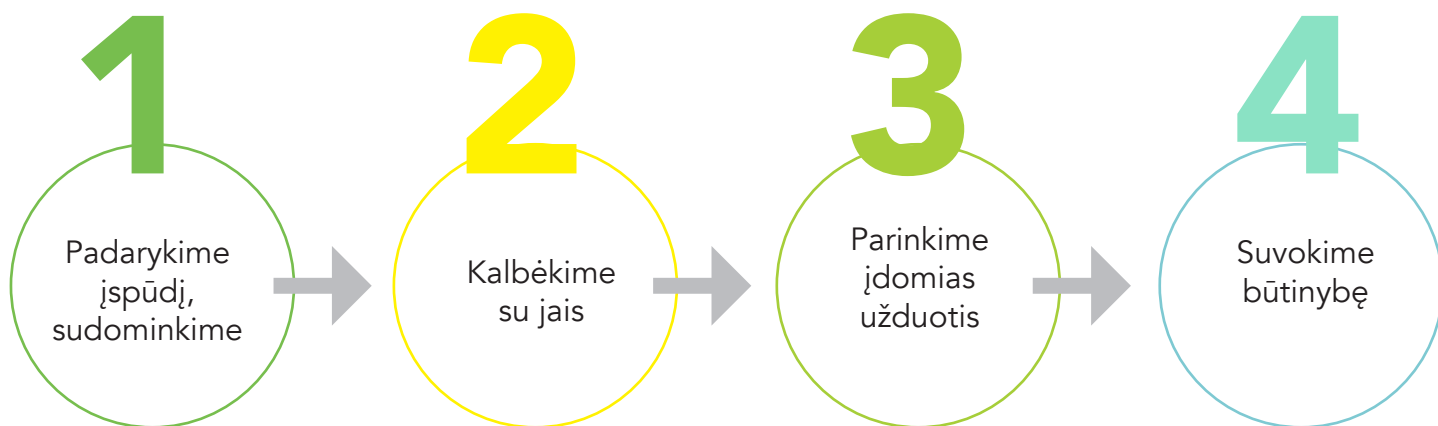 1
Padarykime
įspūdį,
sudominkime
2
Kalbėkime
su jais
3
Parinkime
įdomias
užduotis
4
Suvokime
būtinybę